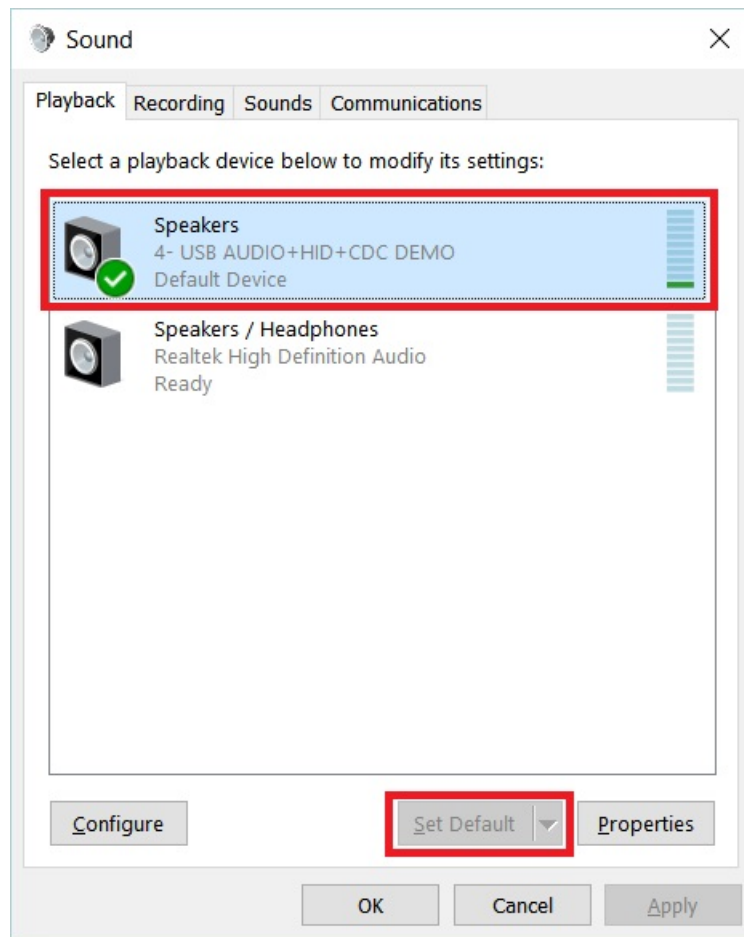 Sound
Playback Recording Sounds Communications
Select a playback device below to modify its settings:
Speakers
4- USB AUDIO+HID+CDC DEMO
Default Device
Speakers / Headphones
Realtek High Definition Audio
Ready
Configure Set Default Properties
OK Cancel Apply